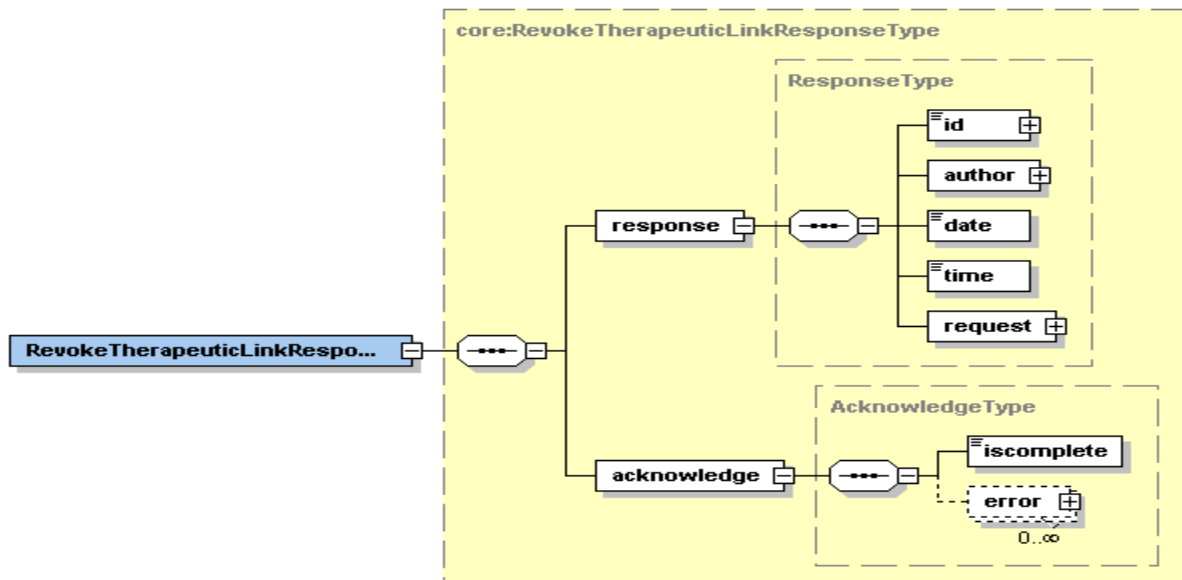 core:RevokeTherapeuticLinkResponseType
ResponseType
id
author
date
time
request
response
RevokeTherapeuticLinkRespo...
AcknowledgeType
iscomplete
acknowledge
error
0..∞